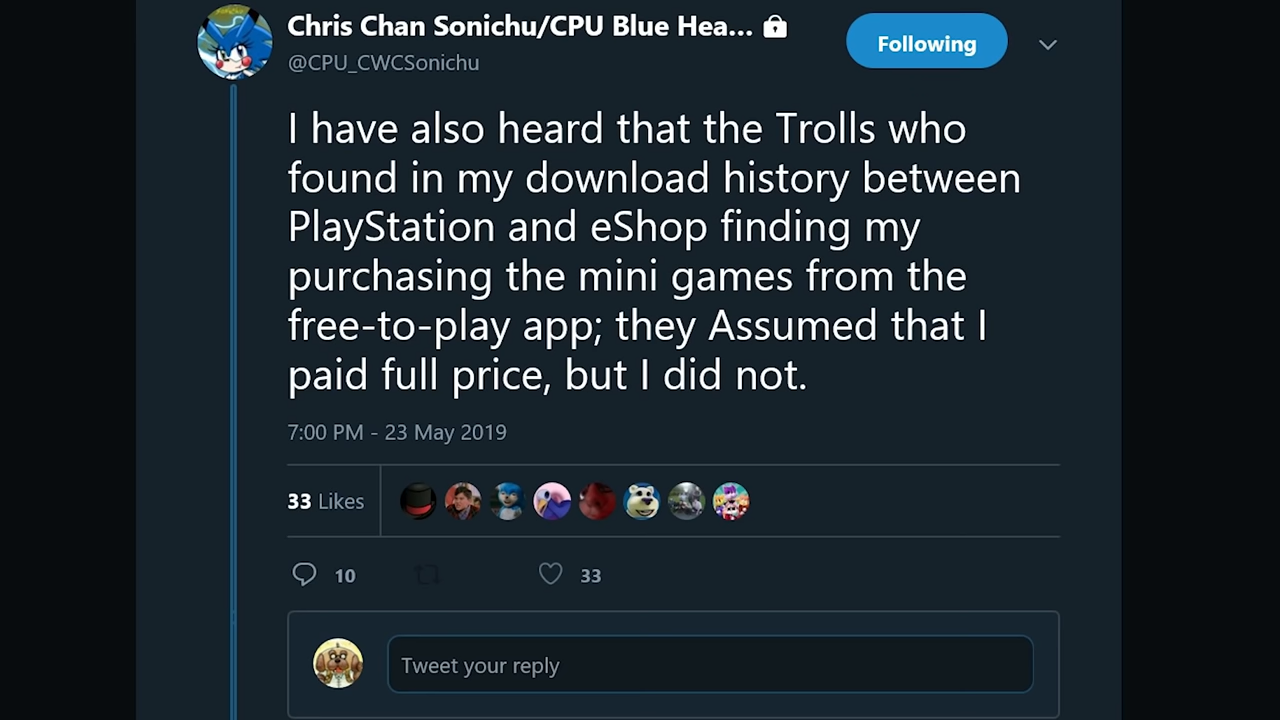 Chris Chan Sonichu/CPU Blue Hea...
Following
@CPU_CWCSonichu
I have also heard that the Trolls who
found in my download history between
PlayStation and eShop finding my
purchasing the mini games from the
free-to-play app; they Assumed that I
paid full price, but I did not.
7:00 PM - 23 May 2019
33 Likes
10
33
Tweet your reply